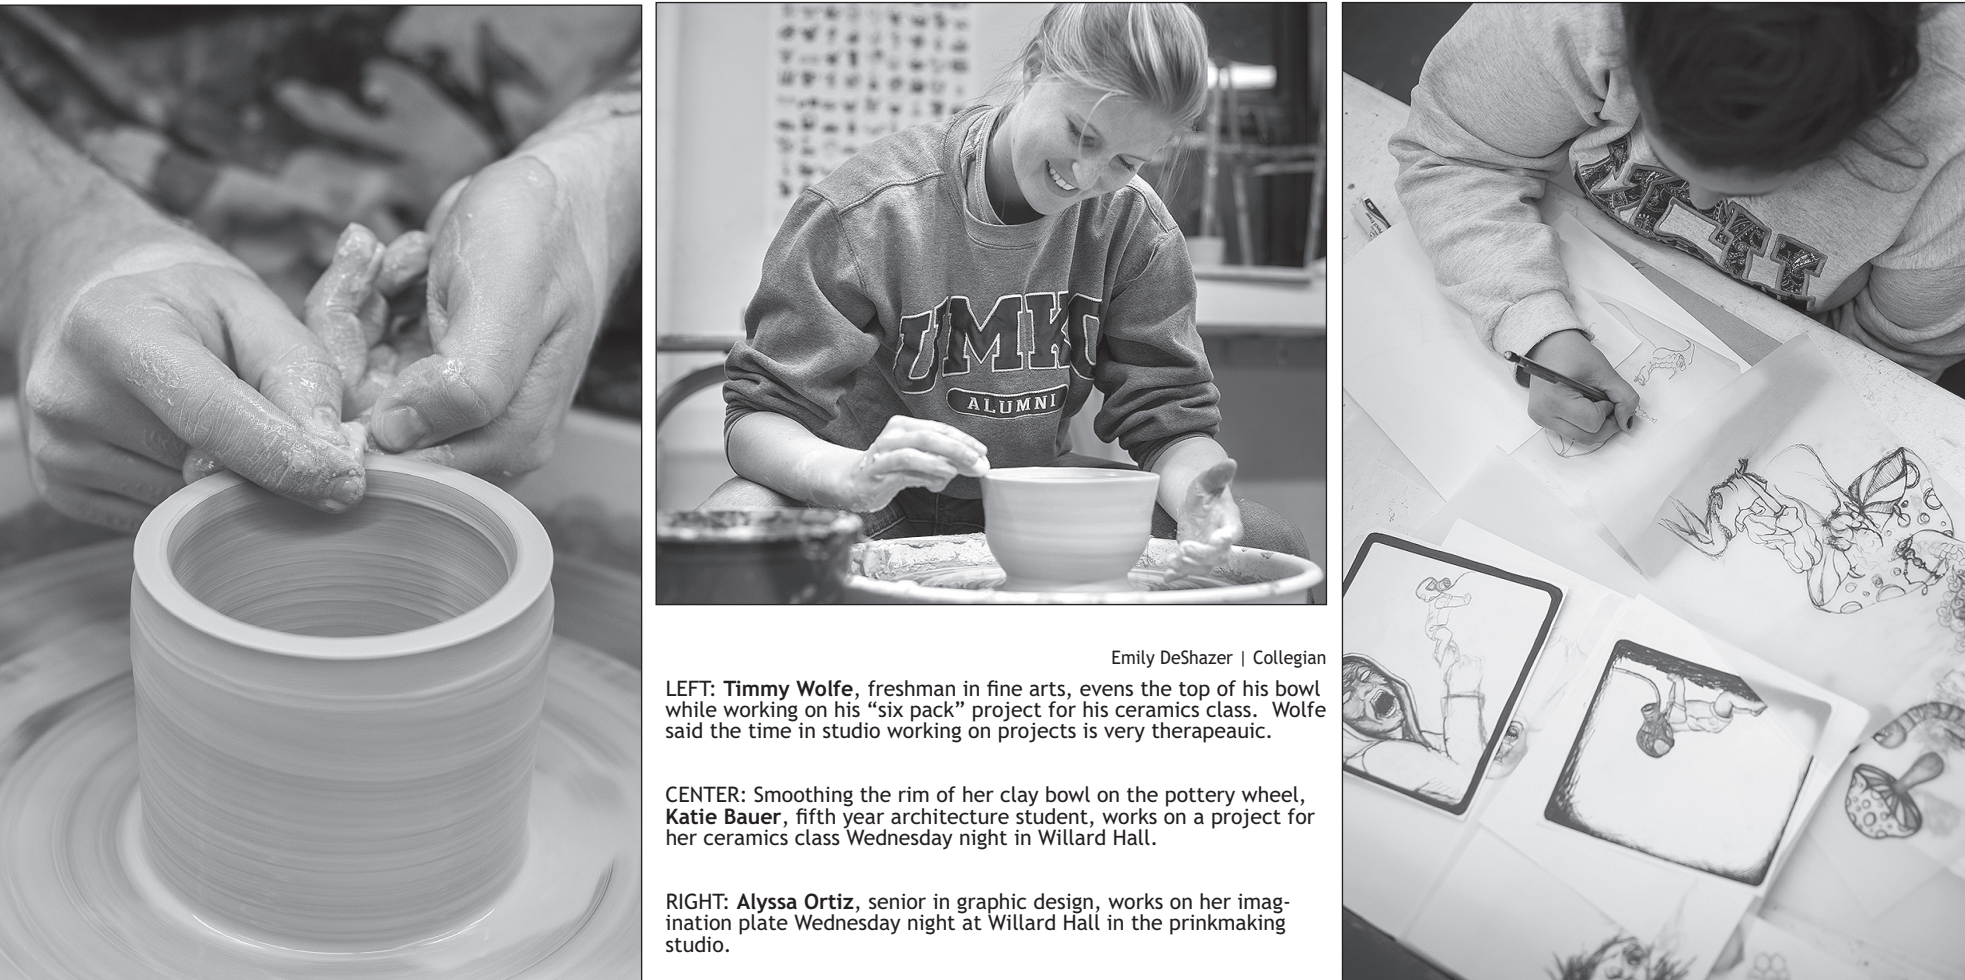 UMKC
ALUMNI
Emily DeShazer | Collegian
LEFT: Timmy Wolfe, freshman in fine arts, evens the top of his bowl
while working on his “six pack” project for his ceramics class.  Wolfe
said the time in studio working on projects is very therapeauic.
CENTER: Smoothing the rim of her clay bowl on the pottery wheel,
Katie Bauer, fifth year architecture student, works on a project for
her ceramics class Wednesday night in Willard Hall.
RIGHT: Alyssa Ortiz, senior in graphic design, works on her imag-
ination plate Wednesday night at Willard Hall in the prinkmaking
studio.